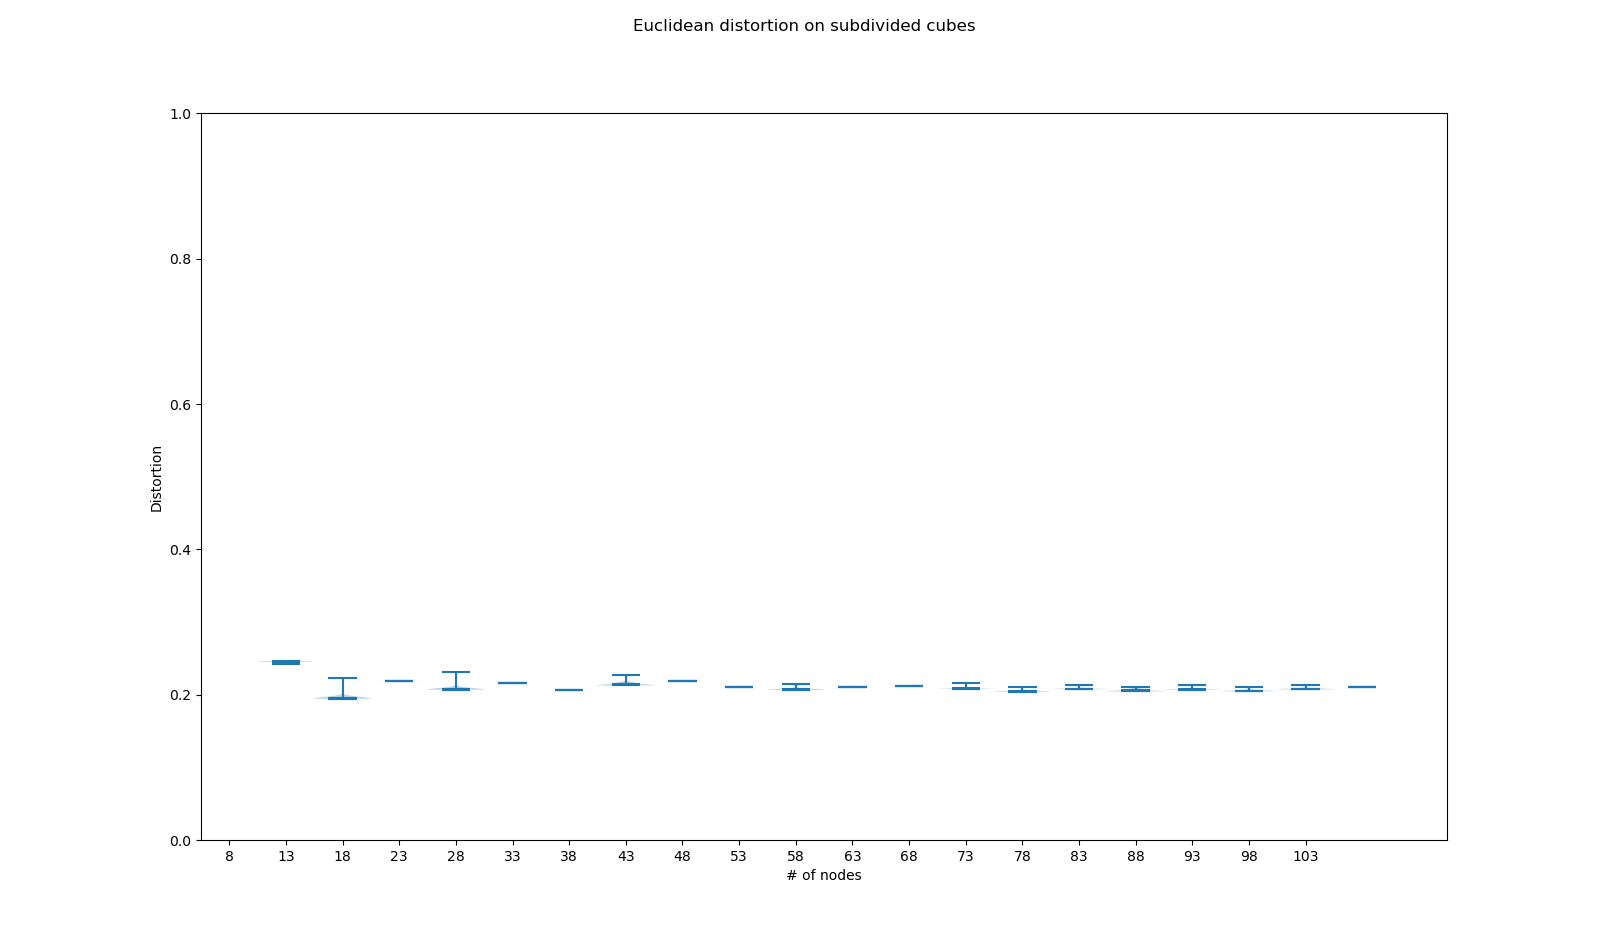 Euclidean distortion on subdivided cubes
1.0
0.8
0.6
0.4
0.2
0.0
Distortion
8 13 18 23 28 33 38 43 48 53 58 63 68 73 78 83 88 93 98 103
# of nodes